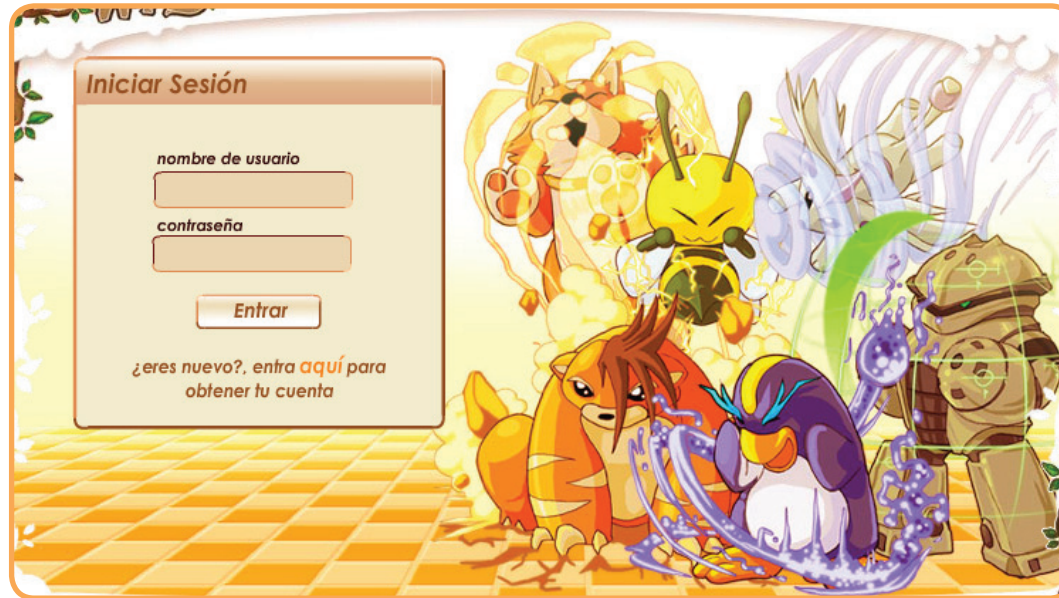 Iniciar Sesión
nombre de usuario
contraseña
Entrar
¿eres nuevo?, entra aquí para
obtener tu cuenta